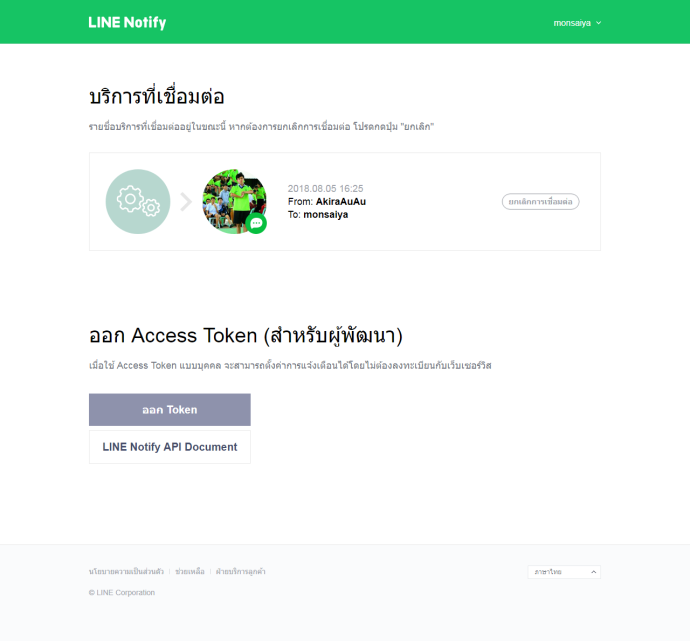 LINE Notify
monsaiya
บริการที่เชื่อมต่อ
รายชื่อบริการที่เชื่อมต่ออยู่ในขณะนี้ หากต้องการยกเลิกการเชื่อมต่อ โปรดกดปุ่ม "ยกเลิก"
2018.08.05 16:25
From: AkiraAuAu
To: monsaiya
ยกเลิกการเชื่อมต่อ
ออก Access Token (สำหรับผู้พัฒนา)
เมื่อใช้ Access Token แบบบุคคล จะสามารถตั้งค่าการแจ้งเตือนได้โดยไม่ต้องลงทะเบียนกับเว็บเซอร์วิส
ออก Token
LINE Notify API Document
นโยบายความเป็นส่วนตัว | ช่วยเหลือ | ฝ่ายบริการลูกค้า
ภาษาไทย
© LINE Corporation